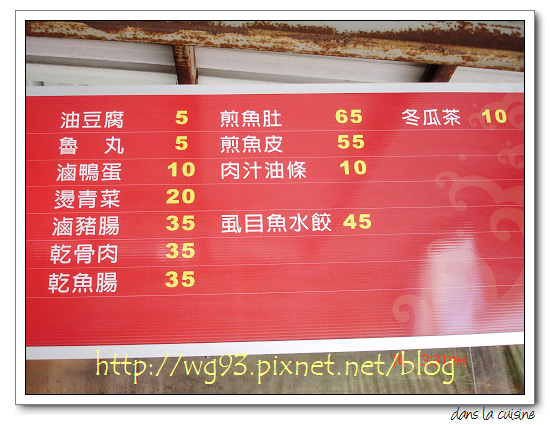 油豆腐 5 煎魚肚 65 冬瓜茶 10
魯丸 5 煎魚皮 55
滷鴨蛋 10 肉汁油條 10
燙青菜 20
滷豬腸 35 虱目魚水餃 45
乾骨肉 35
乾魚腸 35
http://wg93.pixnet.net/blog
dans la cuisine